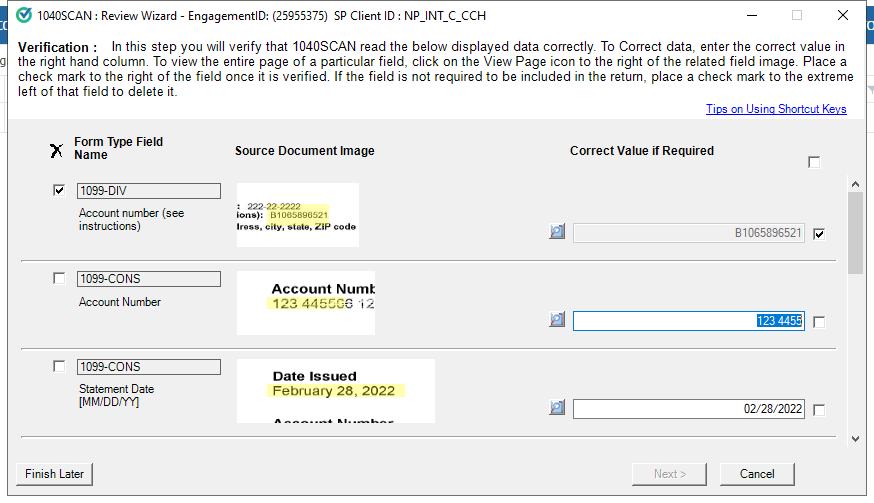 1040SCAN : Review Wizard - EngagementID: (25955375) SP Client ID : NP_INT_C_CCH
Verification : In this step you will verify that 1040SCAN read the below displayed data correctly. To Correct data, enter the correct value in
the right hand column. To view the entire page of a particular field, click on the View Page icon to the right of the related field image. Place a
check mark to the right of the field once it is verified. If the field is not required to be included in the return, place a check mark to the extreme
left of that field to delete it.
Tips on Using Shortcut Keys
X Form Type Field
Name
Source Document Image
Correct Value if Required
1099-DIV
Account number (see
instructions)
: 222-22-2222
ions): B1065896521
dress, city, state, ZIP code
B1065896521
1099-CONS
Account Number
Account Numb
123 445566 12
123 4455
1099-CONS
Statement Date
[MM/DD/YY]
Date Issued
February 28, 2022
Account Number
02/28/2022
Finish Later
Next >
Cancel